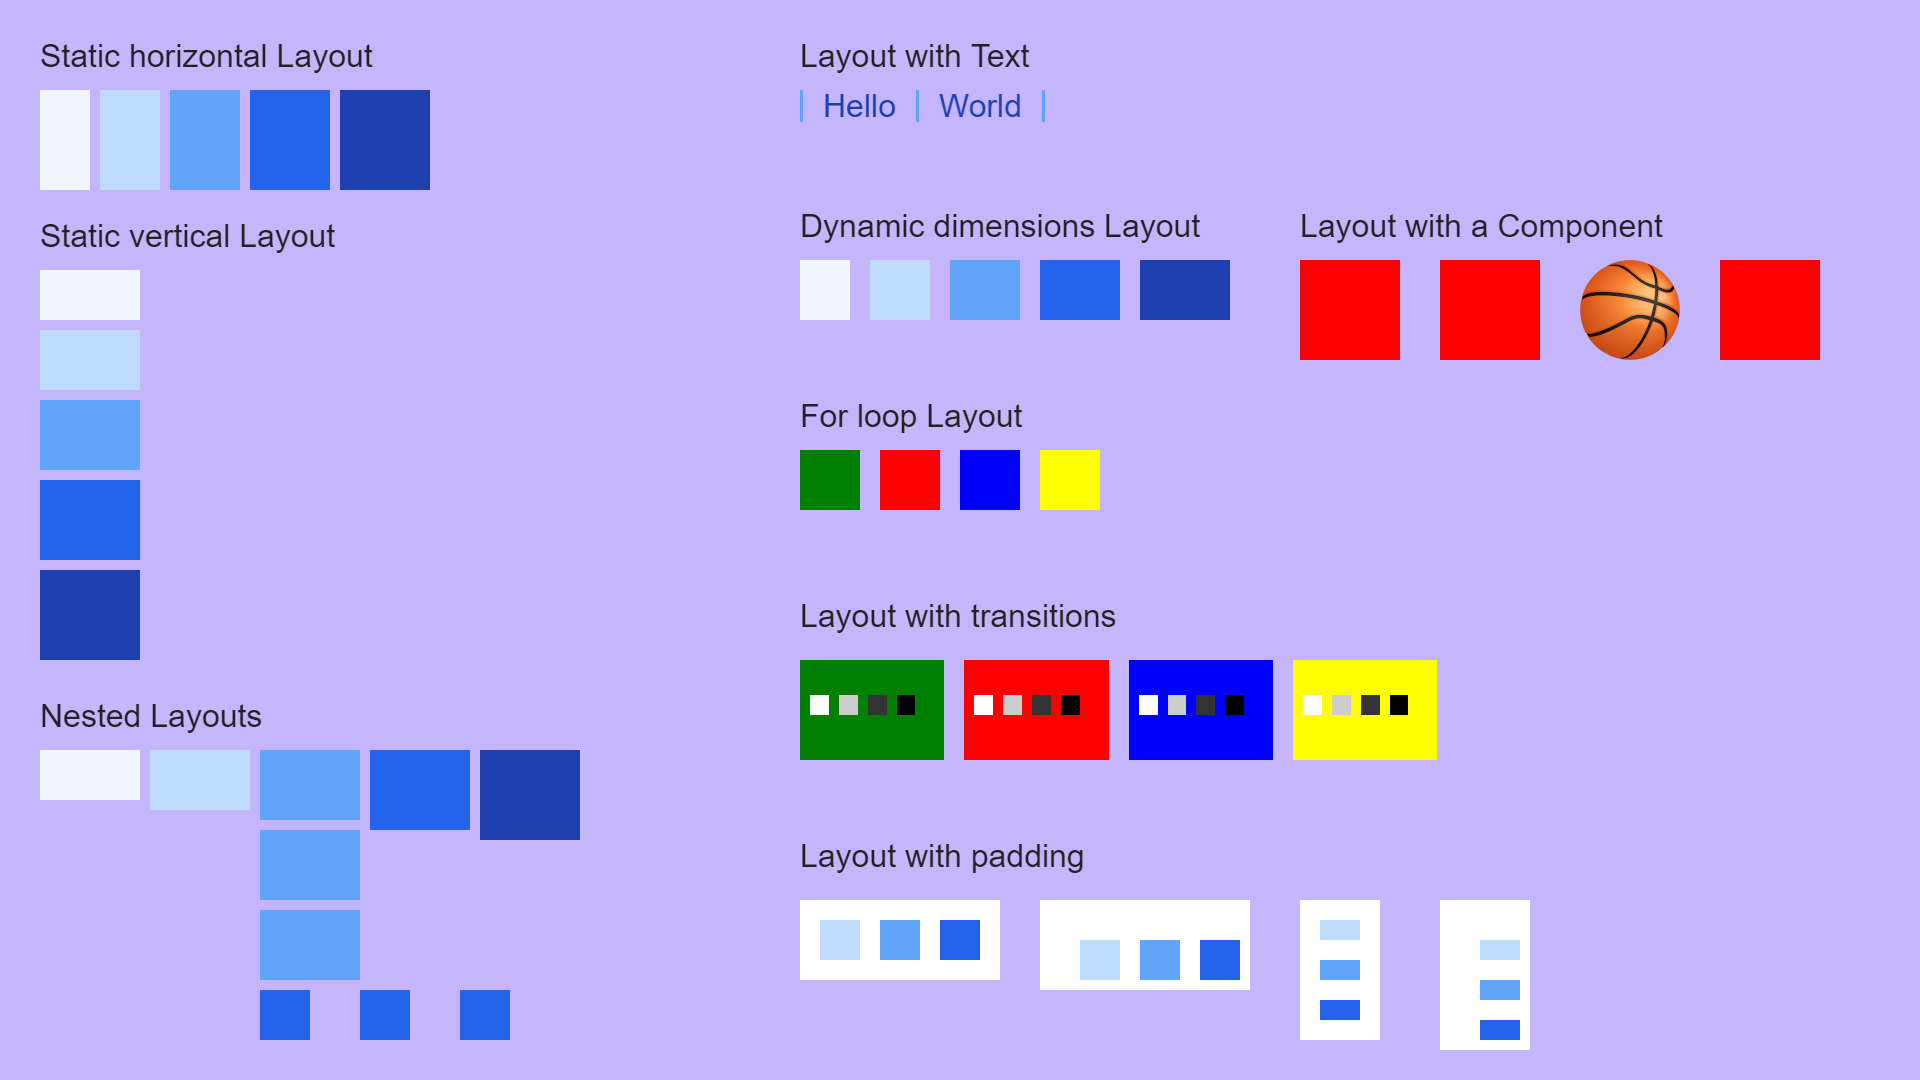 Static horizontal Layout
Static vertical Layout
Nested Layouts
Layout with Text
Hello World
Dynamic dimensions Layout
Layout with a Component
For loop Layout
Layout with transitions
Layout with padding